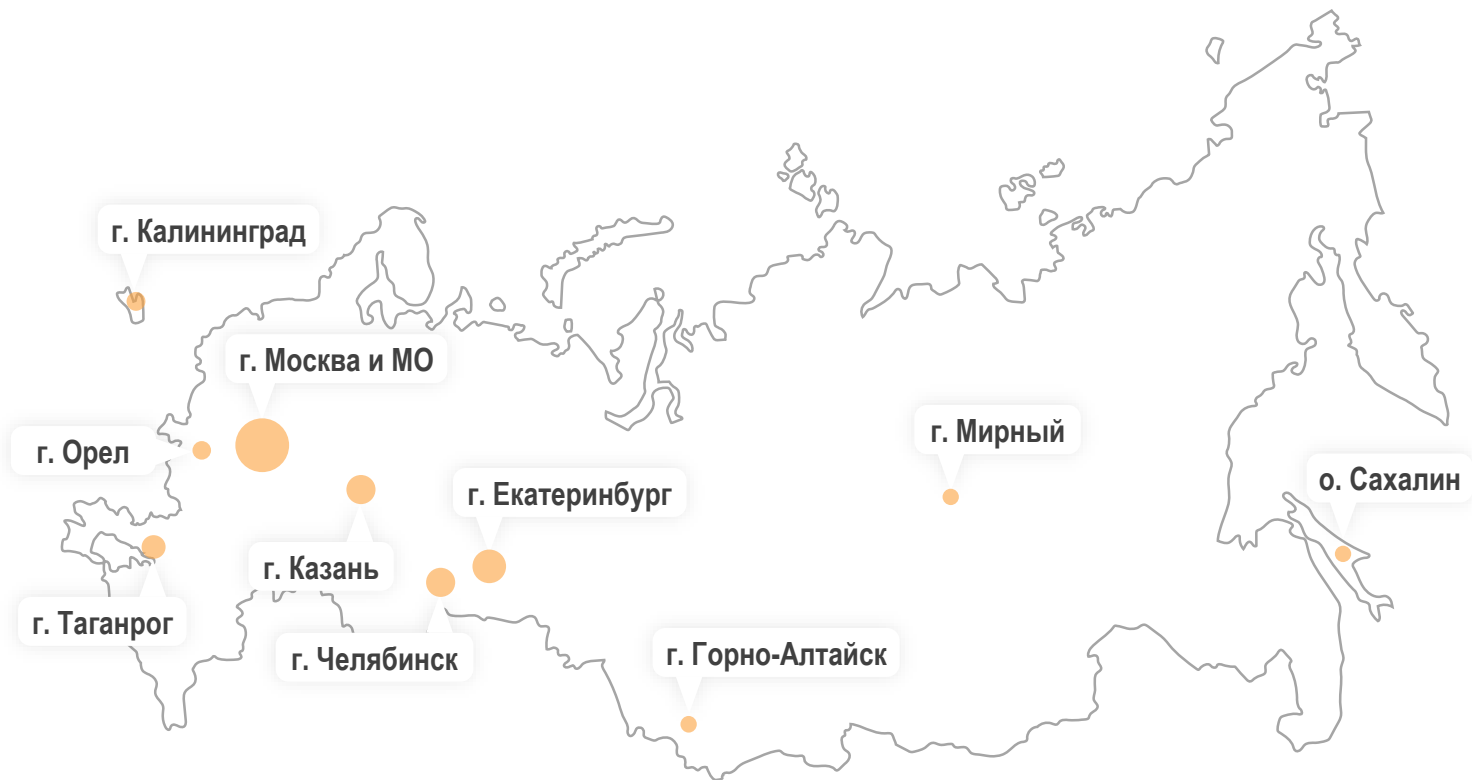 г. Калининград
г. Москва и МО
г. Орел
г. Мирный
г. Екатеринбург
о. Сахалин
г. Казань
г. Таганрог
г. Челябинск
г. Горно-Алтайск